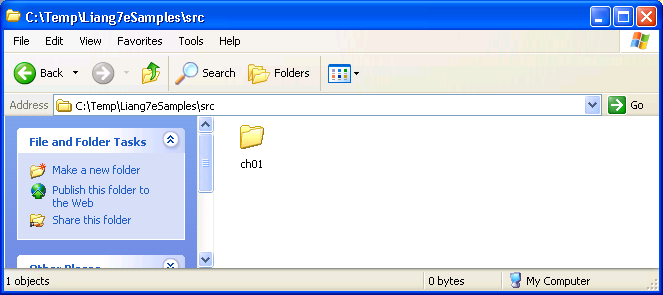 C:\Temp\Liang7eSamples\src
File Edit View Favorites Tools Help
Back Search Folders
Address C:\Temp\Liang7eSamples\src Go
File and Folder Tasks
Make a new folder
Publish this folder to
the Web
Share this folder
Other Places
ch01
1 objects 0 bytes My Computer